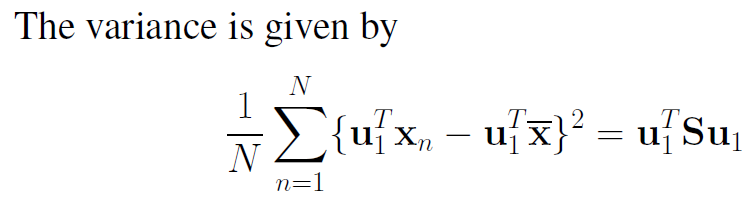 The variance is given by
$$\frac{1}{N} \sum_{n=1}^{N} \{\mathbf{u}_1^T \mathbf{x}_n - \mathbf{u}_1^T \overline{\mathbf{x}}\}^2 = \mathbf{u}_1^T \mathbf{S} \mathbf{u}_1$$